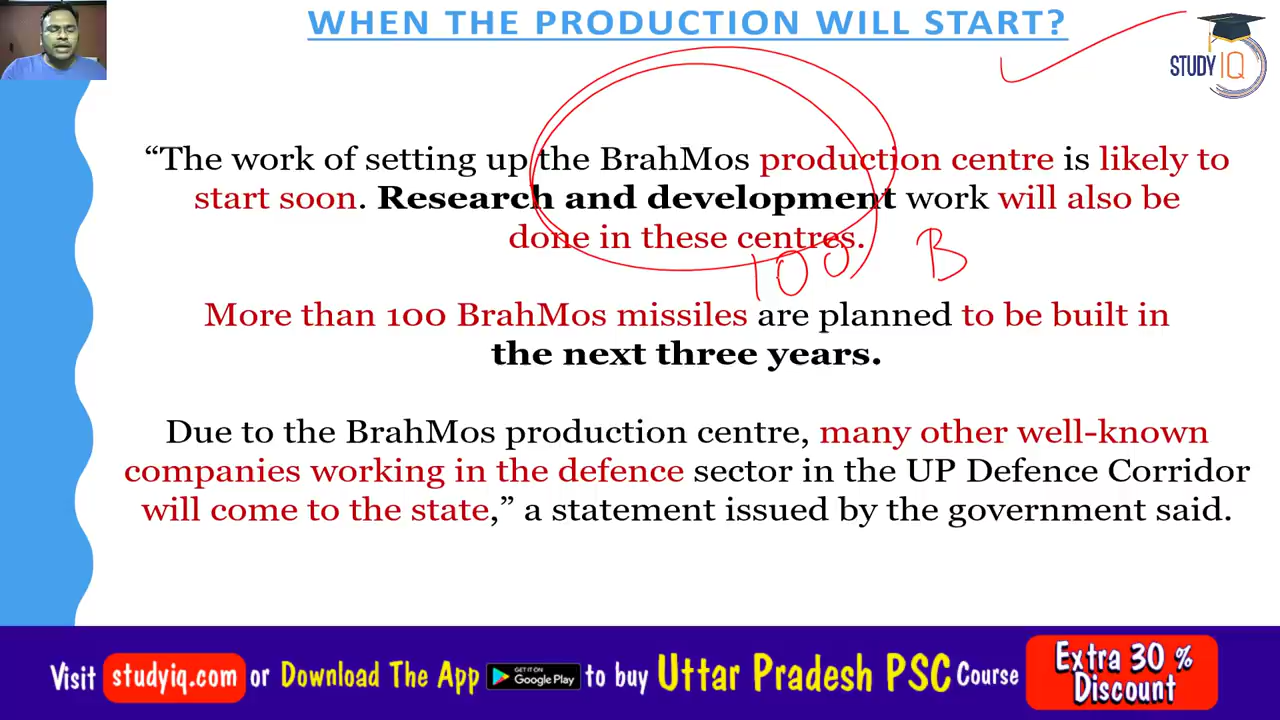 WHEN THE PRODUCTION WILL START?
STUDY IQ
“The work of setting up the BrahMos production centre is likely to
start soon. Research and development work will also be
done in these centres.
100 B
More than 100 BrahMos missiles are planned to be built in
the next three years.
Due to the BrahMos production centre, many other well-known
companies working in the defence sector in the UP Defence Corridor
will come to the state,” a statement issued by the government said.
Visit studyiq.com or Download The App GET IT ON Google Play to buy Uttar Pradesh PSC Course
Extra 30 %
Discount